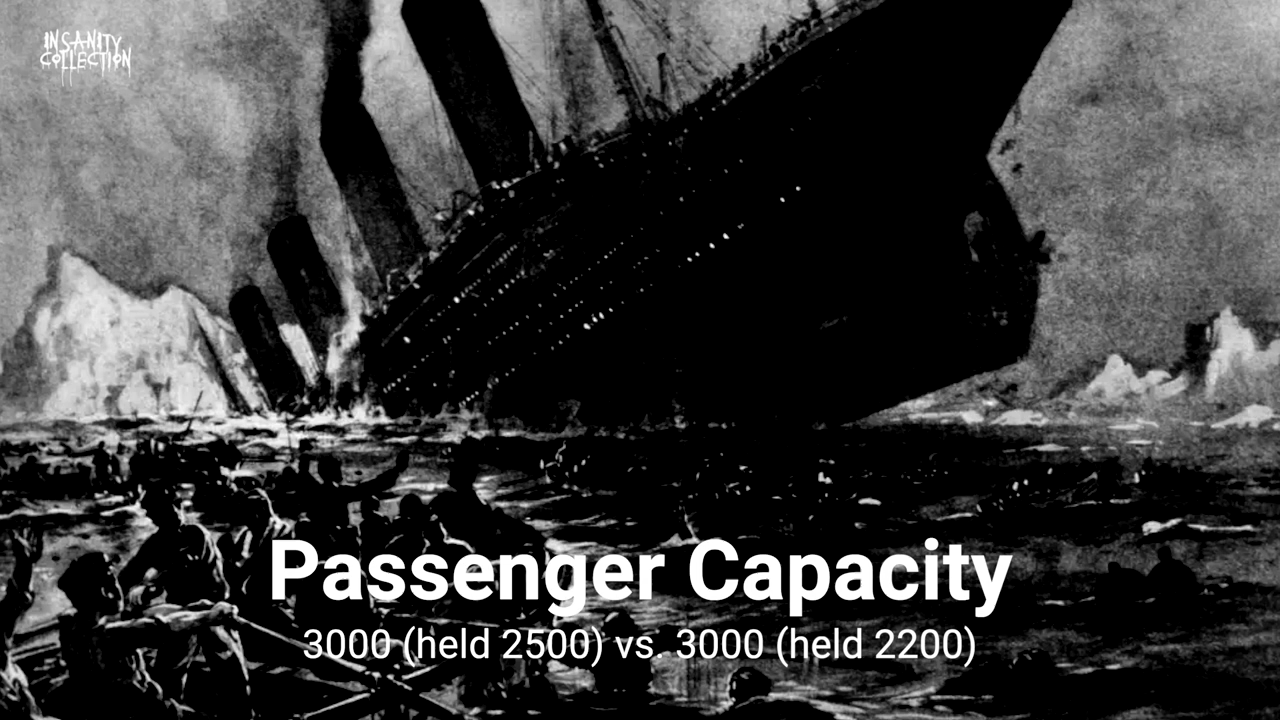 INSANITY
COLLECTION
Passenger Capacity
3000 (held 2500) vs. 3000 (held 2200)